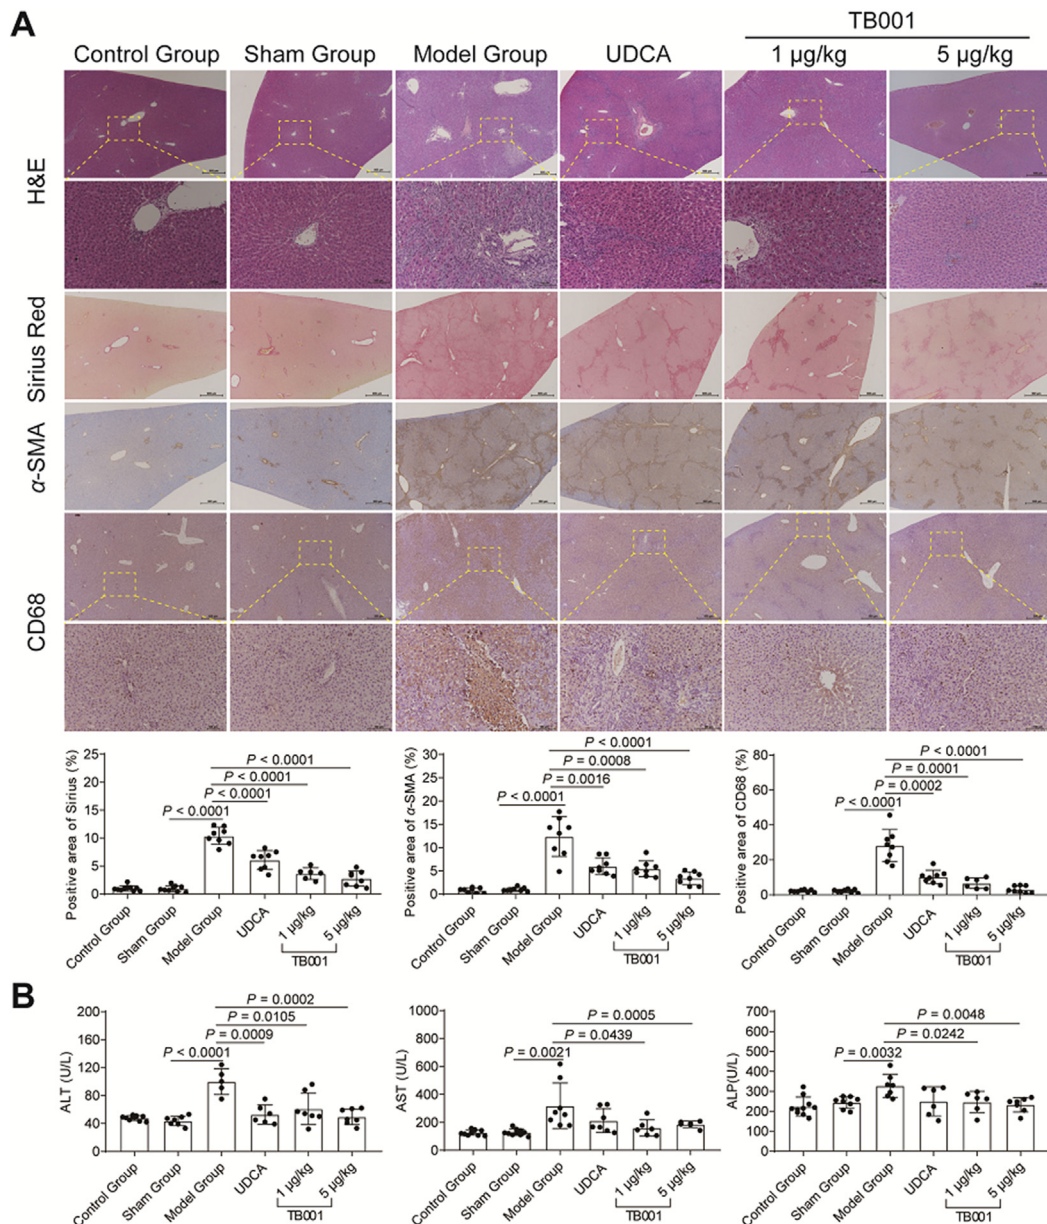 A
TB001
Control Group Sham Group Model Group UDCA 1 μg/kg 5 μg/kg
H&E
Sirius Red
α-SMA
CD68
Positive area of Sirius (%)
25
20
15
10
5
0
P < 0.0001
P < 0.0001
P < 0.0001
P < 0.0001
Control Group
Sham Group
Model Group
UDCA
1 μg/kg
5 μg/kg
TB001
Positive area of α-SMA (%)
30
25
20
15
10
5
0
P < 0.0001
P = 0.0008
P = 0.0016
P < 0.0001
Control Group
Sham Group
Model Group
UDCA
1 μg/kg
5 μg/kg
TB001
Positive area of CD68 (%)
80
60
40
20
0
P < 0.0001
P = 0.0001
P = 0.0002
P < 0.0001
Control Group
Sham Group
Model Group
UDCA
1 μg/kg
5 μg/kg
TB001
B
ALT (U/L)
200
160
120
80
40
0
P = 0.0002
P = 0.0105
P = 0.0009
P < 0.0001
Control Group
Sham Group
Model Group
UDCA
1 μg/kg
5 μg/kg
TB001
AST (U/L)
1000
800
600
400
200
0
P = 0.0005
P = 0.0439
P = 0.0021
Control Group
Sham Group
Model Group
UDCA
1 μg/kg
5 μg/kg
TB001
ALP(U/L)
700
600
500
400
300
200
100
0
P = 0.0048
P = 0.0242
P = 0.0032
Control Group
Sham Group
Model Group
UDCA
1 μg/kg
5 μg/kg
TB001